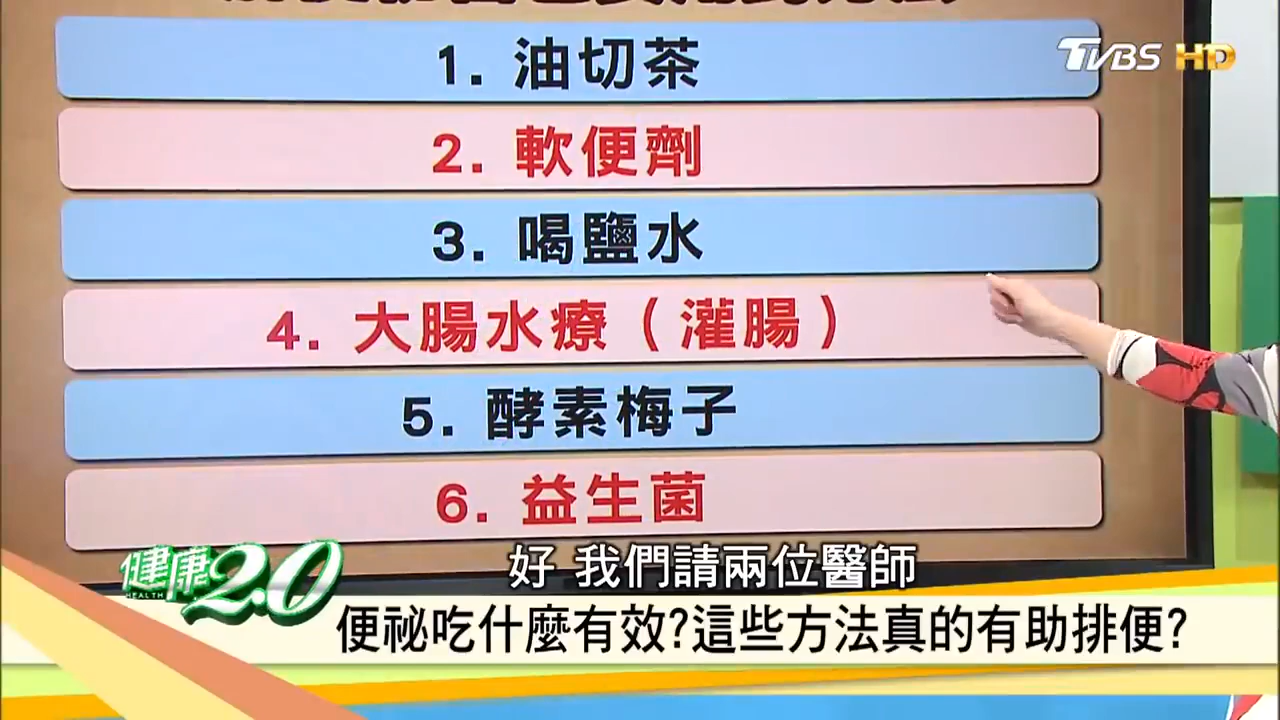 TVBS HD
1. 油切茶
2. 軟便劑
3. 喝鹽水
4. 大腸水療(灌腸)
5. 酵素梅子
6. 益生菌
健康2.0
HEALTH
好 我們請兩位醫師
便祕吃什麼有效?這些方法真的有助排便?